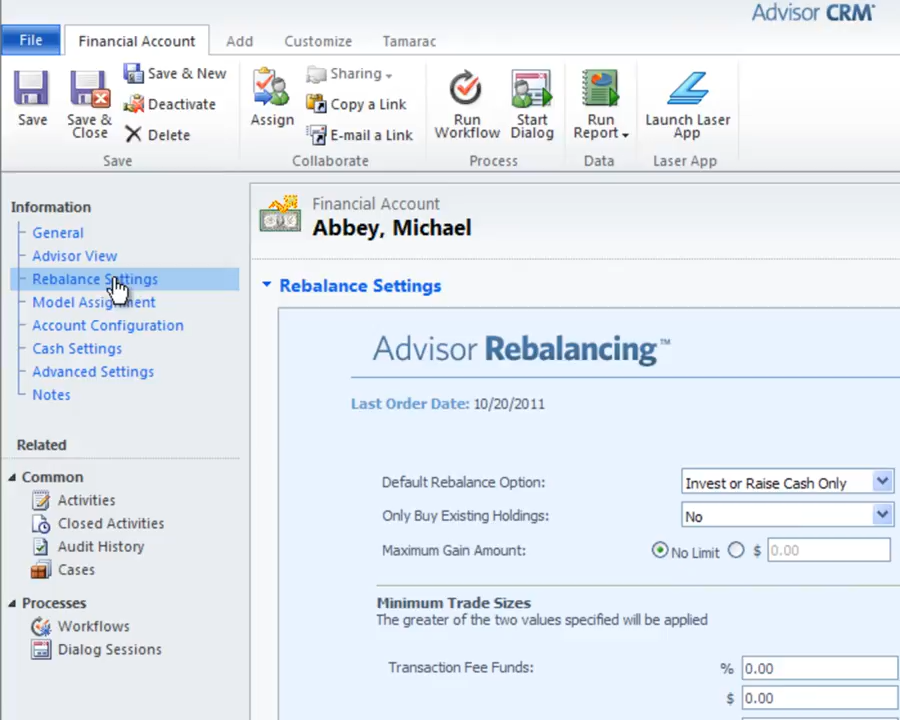 Advisor CRM
File
Financial Account
Add
Customize
Tamarac
Save
Save & Close
Save & New
Deactivate
Delete
Save
Assign
Sharing
Copy a Link
E-mail a Link
Collaborate
Run Workflow
Start Dialog
Process
Run Report
Data
Launch Laser App
Laser App
Information
General
Advisor View
Rebalance Settings
Model Assignment
Account Configuration
Cash Settings
Advanced Settings
Notes
Related
Common
Activities
Closed Activities
Audit History
Cases
Processes
Workflows
Dialog Sessions
Financial Account
Abbey, Michael
Rebalance Settings
Advisor Rebalancing™
Last Order Date: 10/20/2011
Default Rebalance Option: Invest or Raise Cash Only
Only Buy Existing Holdings: No
Maximum Gain Amount: No Limit $ 0.00
Minimum Trade Sizes
The greater of the two values specified will be applied
Transaction Fee Funds: % 0.00
$ 0.00